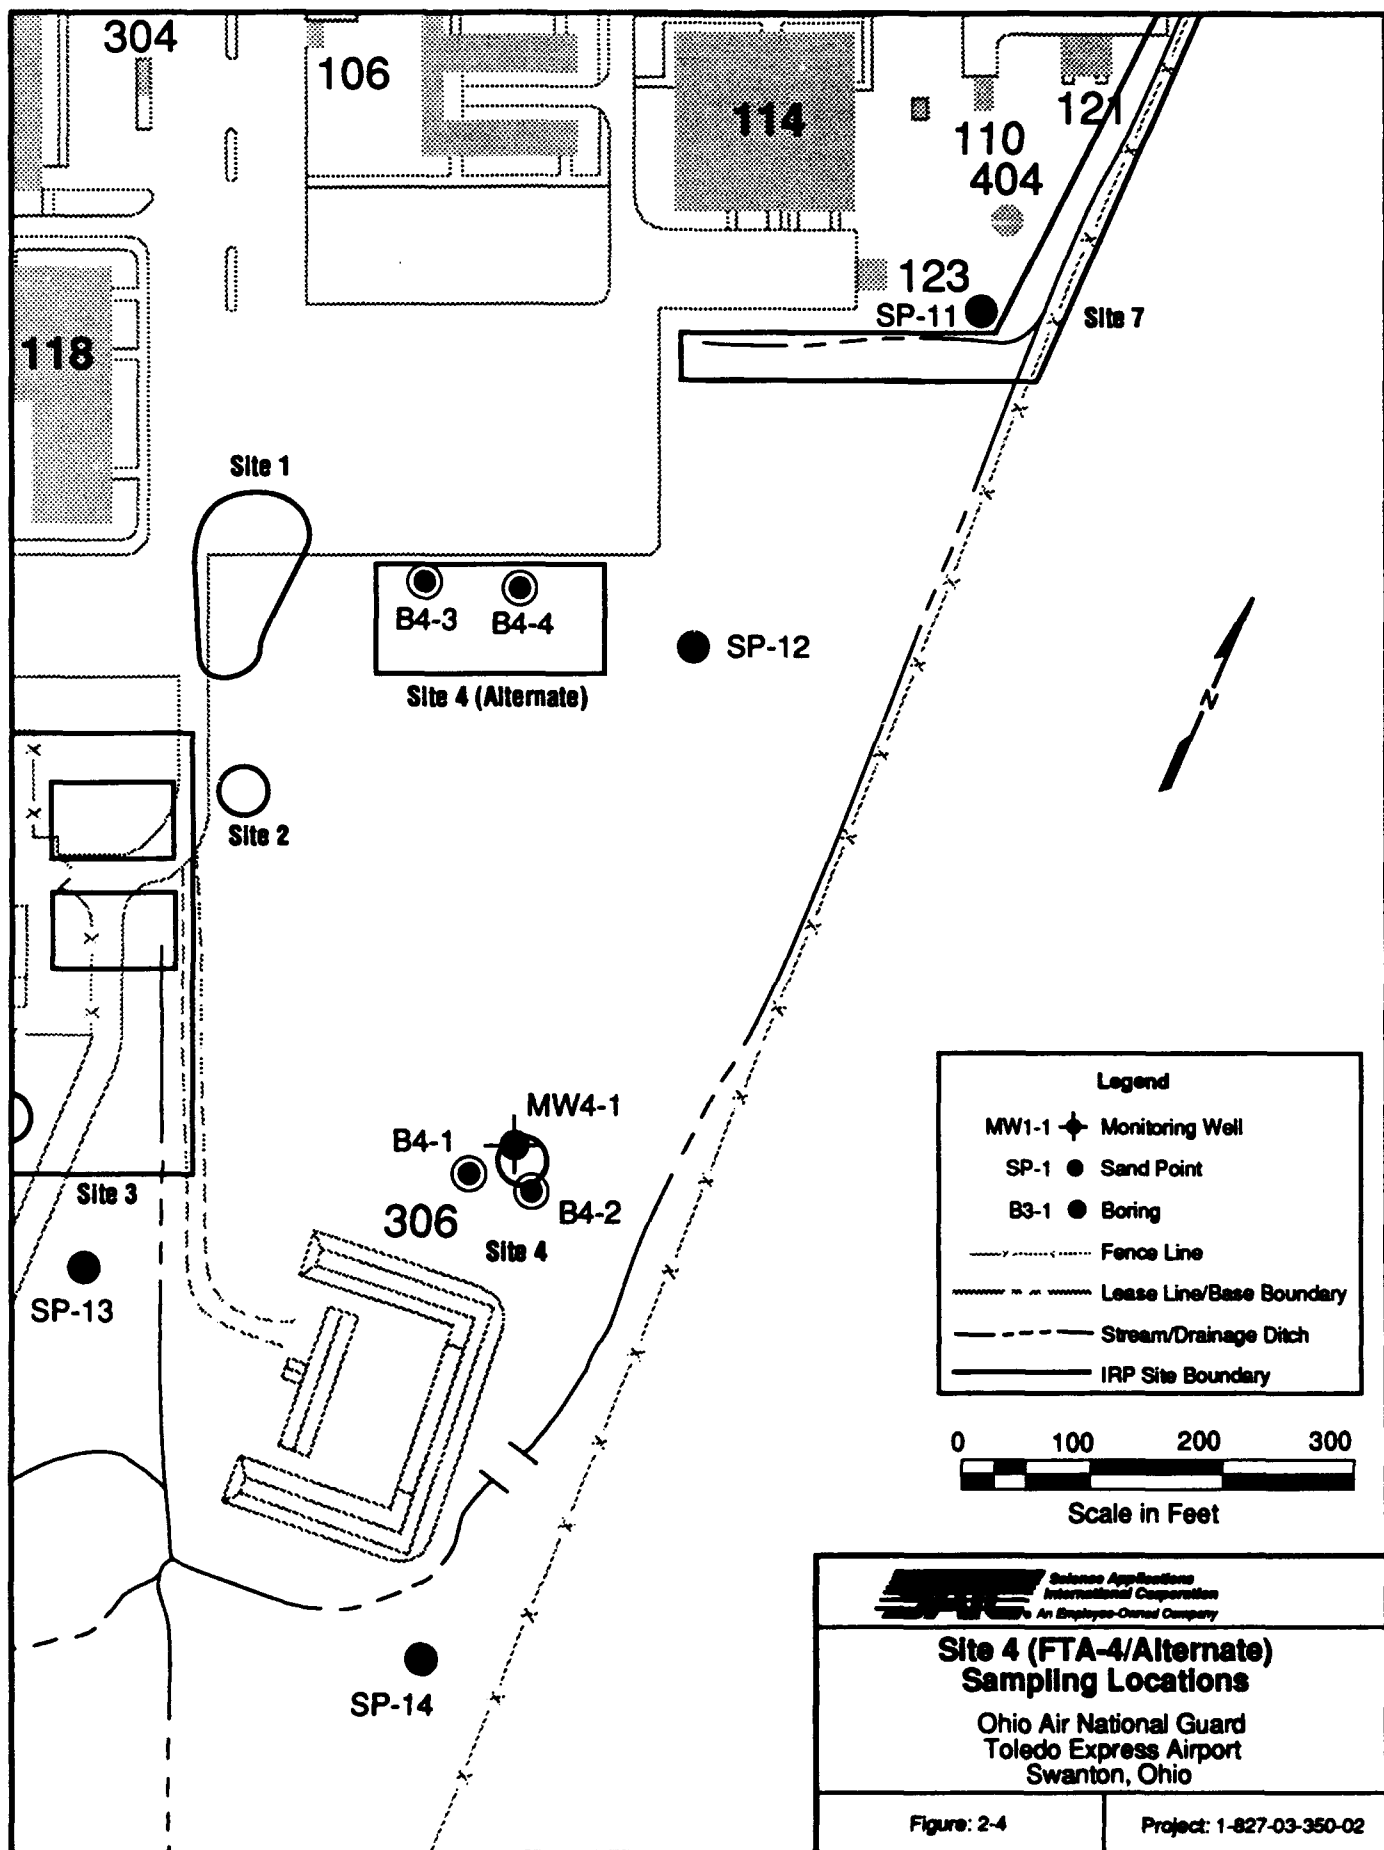 304
106
114
110
121
404
123
SP-11
Site 7
118
Site 1
B4-3
B4-4
SP-12
Site 4 (Alternate)
N
Site 2
MW4-1
B4-1
B4-2
306
Site 4
Site 3
SP-13
SP-14
Legend
MW1-1 Monitoring Well
SP-1 Sand Point
B3-1 Boring
Fence Line
Lease Line/Base Boundary
Stream/Drainage Ditch
IRP Site Boundary
0 100 200 300
Scale in Feet
Science Applications
International Corporation
An Employee-Owned Company
Site 4 (FTA-4/Alternate)
Sampling Locations
Ohio Air National Guard
Toledo Express Airport
Swanton, Ohio
Figure: 2-4
Project: 1-827-03-350-02